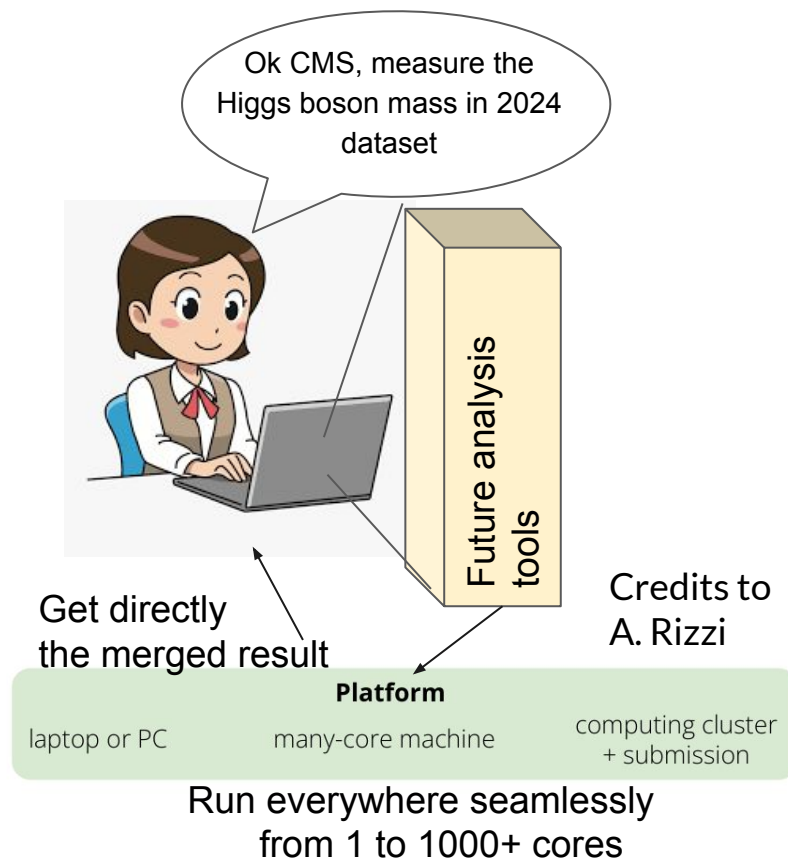 Ok CMS, measure the
Higgs boson mass in 2024
dataset
Future analysis
tools
Credits to
A. Rizzi
Get directly
the merged result
Platform
laptop or PC
many-core machine
computing cluster
+ submission
Run everywhere seamlessly
from 1 to 1000+ cores